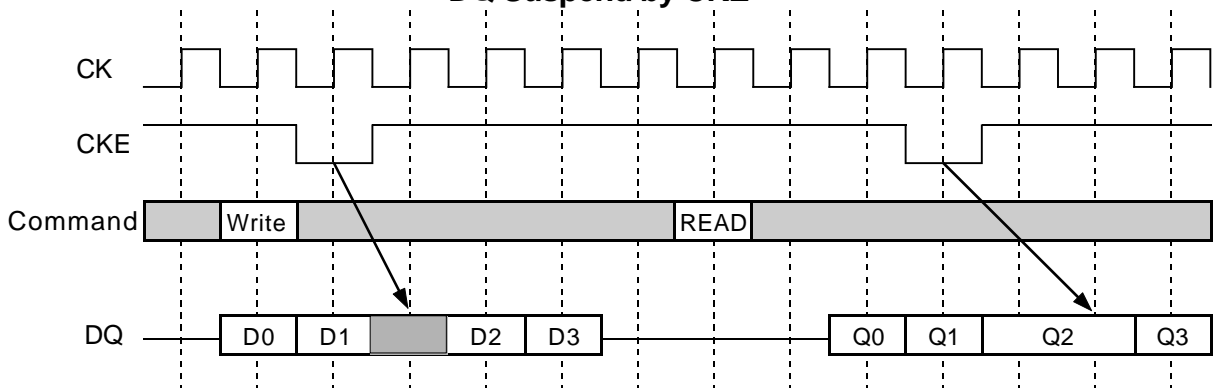 DQ Suspend by CKE
CK
CKE
Command Write READ
DQ D0 D1 D2 D3 Q0 Q1 Q2 Q3